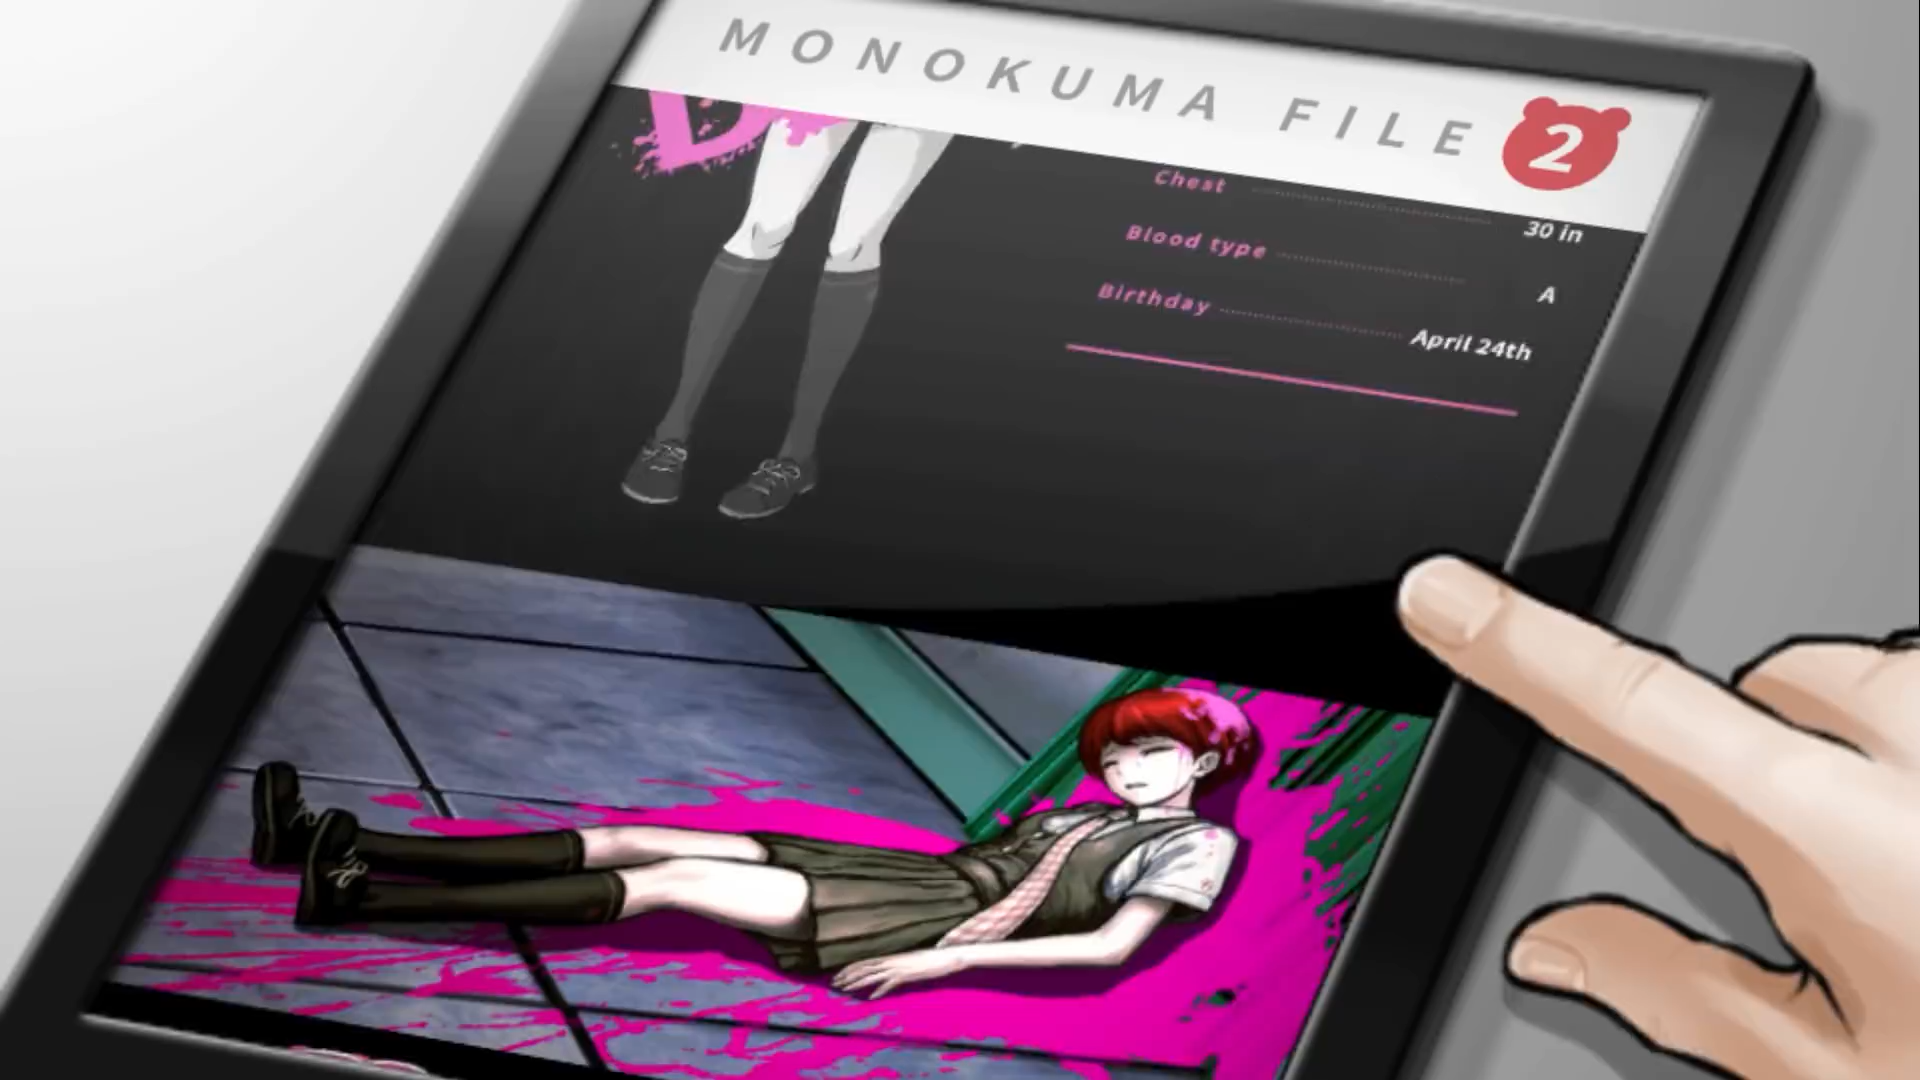 MONOKUMA FILE 2
Chest 30 in
Blood type A
Birthday April 24th